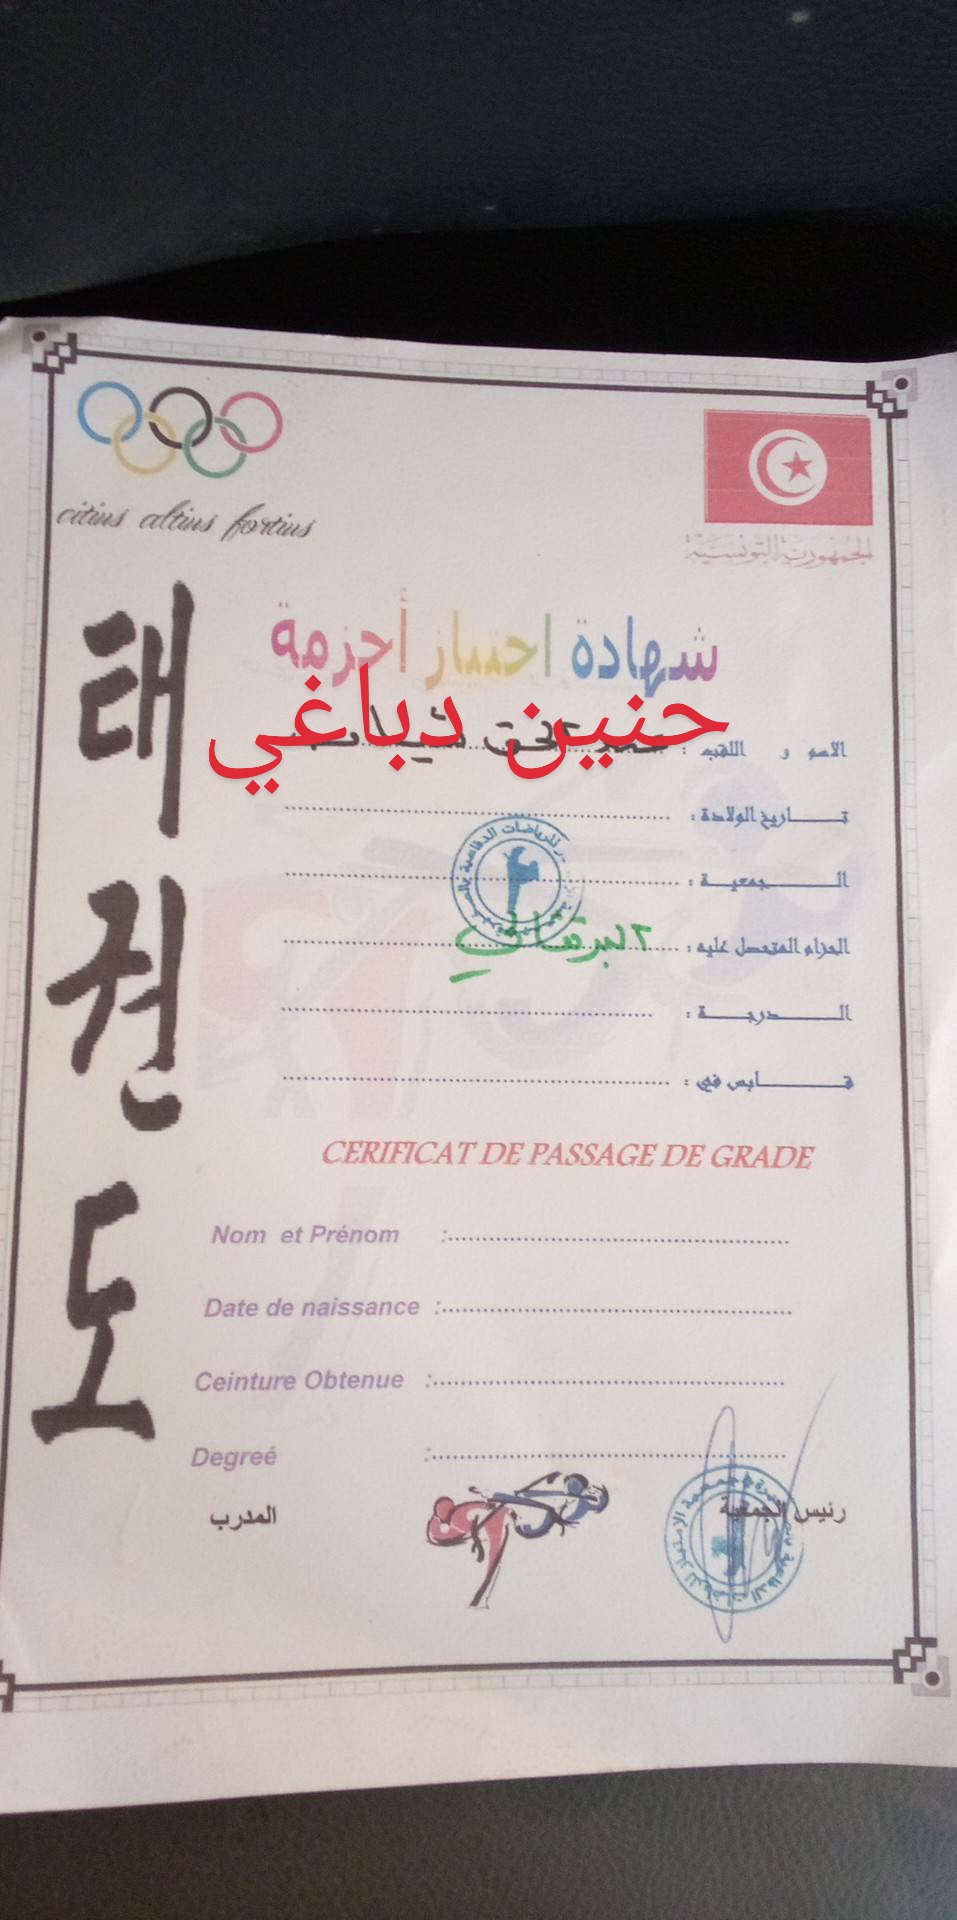 citius altius fortius
الجمهورية التونسية
태권도
شهادة اجتياز أحزمة
حنين دباغي
الاسم و اللقب :
تاريخ الولادة :
الجمعية :
الحزام المتحصل عليه : البرتقالي
الدرجة :
قابس في :
CERIFICAT DE PASSAGE DE GRADE
Nom et Prénom :
Date de naissance :
Ceinture Obtenue :
Degreé :
المدرب
رئيس الجمعية